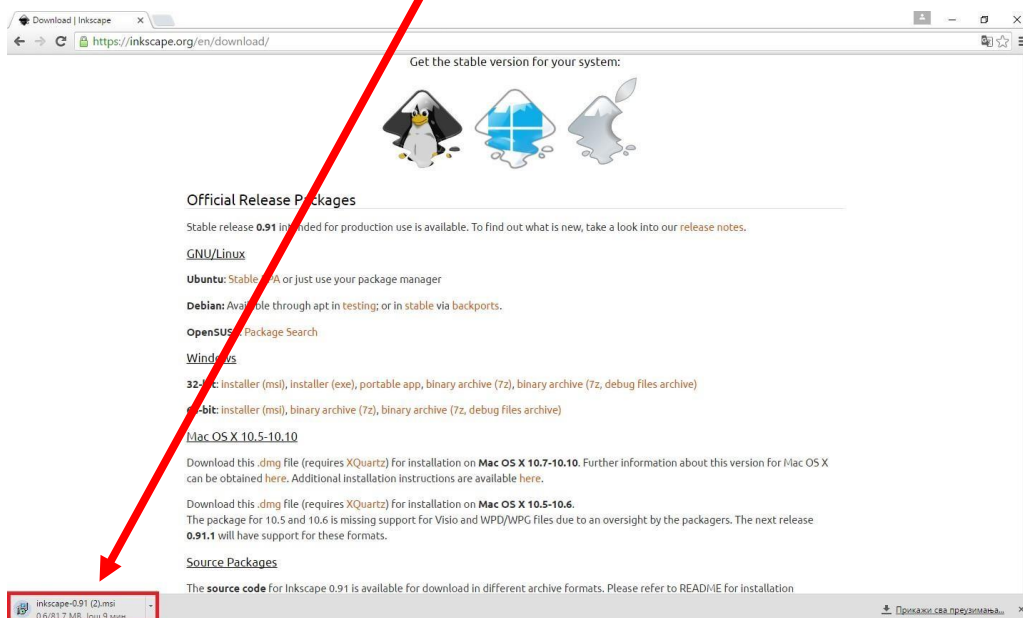 Download | Inkscape
https://inkscape.org/en/download/
Get the stable version for your system:
Official Release Packages
Stable release 0.91 intended for production use is available. To find out what is new, take a look into our release notes.
GNU/Linux
Ubuntu: Stable PPA or just use your package manager
Debian: Available through apt in testing; or in stable via backports.
OpenSUSE: Package Search
Windows
32-bit: installer (msi), installer (exe), portable app, binary archive (7z), binary archive (7z, debug files archive)
64-bit: installer (msi), binary archive (7z), binary archive (7z, debug files archive)
Mac OS X 10.5-10.10
Download this .dmg file (requires XQuartz) for installation on Mac OS X 10.7-10.10. Further information about this version for Mac OS X
can be obtained here. Additional installation instructions are available here.
Download this .dmg file (requires XQuartz) for installation on Mac OS X 10.5-10.6.
The package for 10.5 and 10.6 is missing support for Visio and WPD/WPG files due to an oversight by the packagers. The next release
0.91.1 will have support for these formats.
Source Packages
The source code for Inkscape 0.91 is available for download in different archive formats. Please refer to README for installation
inkscape-0.91 (2).msi
0.6/81.7 MB, Још 9 мин
Прикажи сва преузимања...